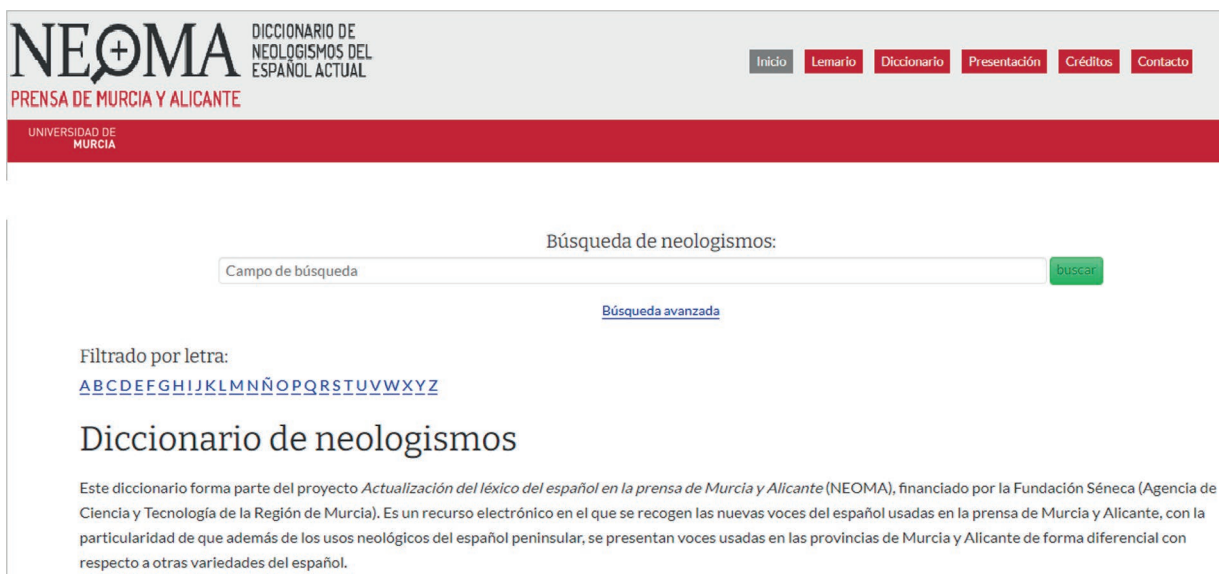 NEOMA
DICCIONARIO DE
NEOLOGISMOS DEL
ESPAÑOL ACTUAL
PRENSA DE MURCIA Y ALICANTE
Inicio Lemario Diccionario Presentación Créditos Contacto
UNIVERSIDAD DE
MURCIA
Búsqueda de neologismos:
Campo de búsqueda buscar
Búsqueda avanzada
Filtrado por letra:
A B C D E F G H I J K L M N Ñ O P Q R S T U V W X Y Z
Diccionario de neologismos
Este diccionario forma parte del proyecto Actualización del léxico del español en la prensa de Murcia y Alicante (NEOMA), financiado por la Fundación Séneca (Agencia de
Ciencia y Tecnología de la Región de Murcia). Es un recurso electrónico en el que se recogen las nuevas voces del español usadas en la prensa de Murcia y Alicante, con la
particularidad de que además de los usos neológicos del español peninsular, se presentan voces usadas en las provincias de Murcia y Alicante de forma diferencial con
respecto a otras variedades del español.